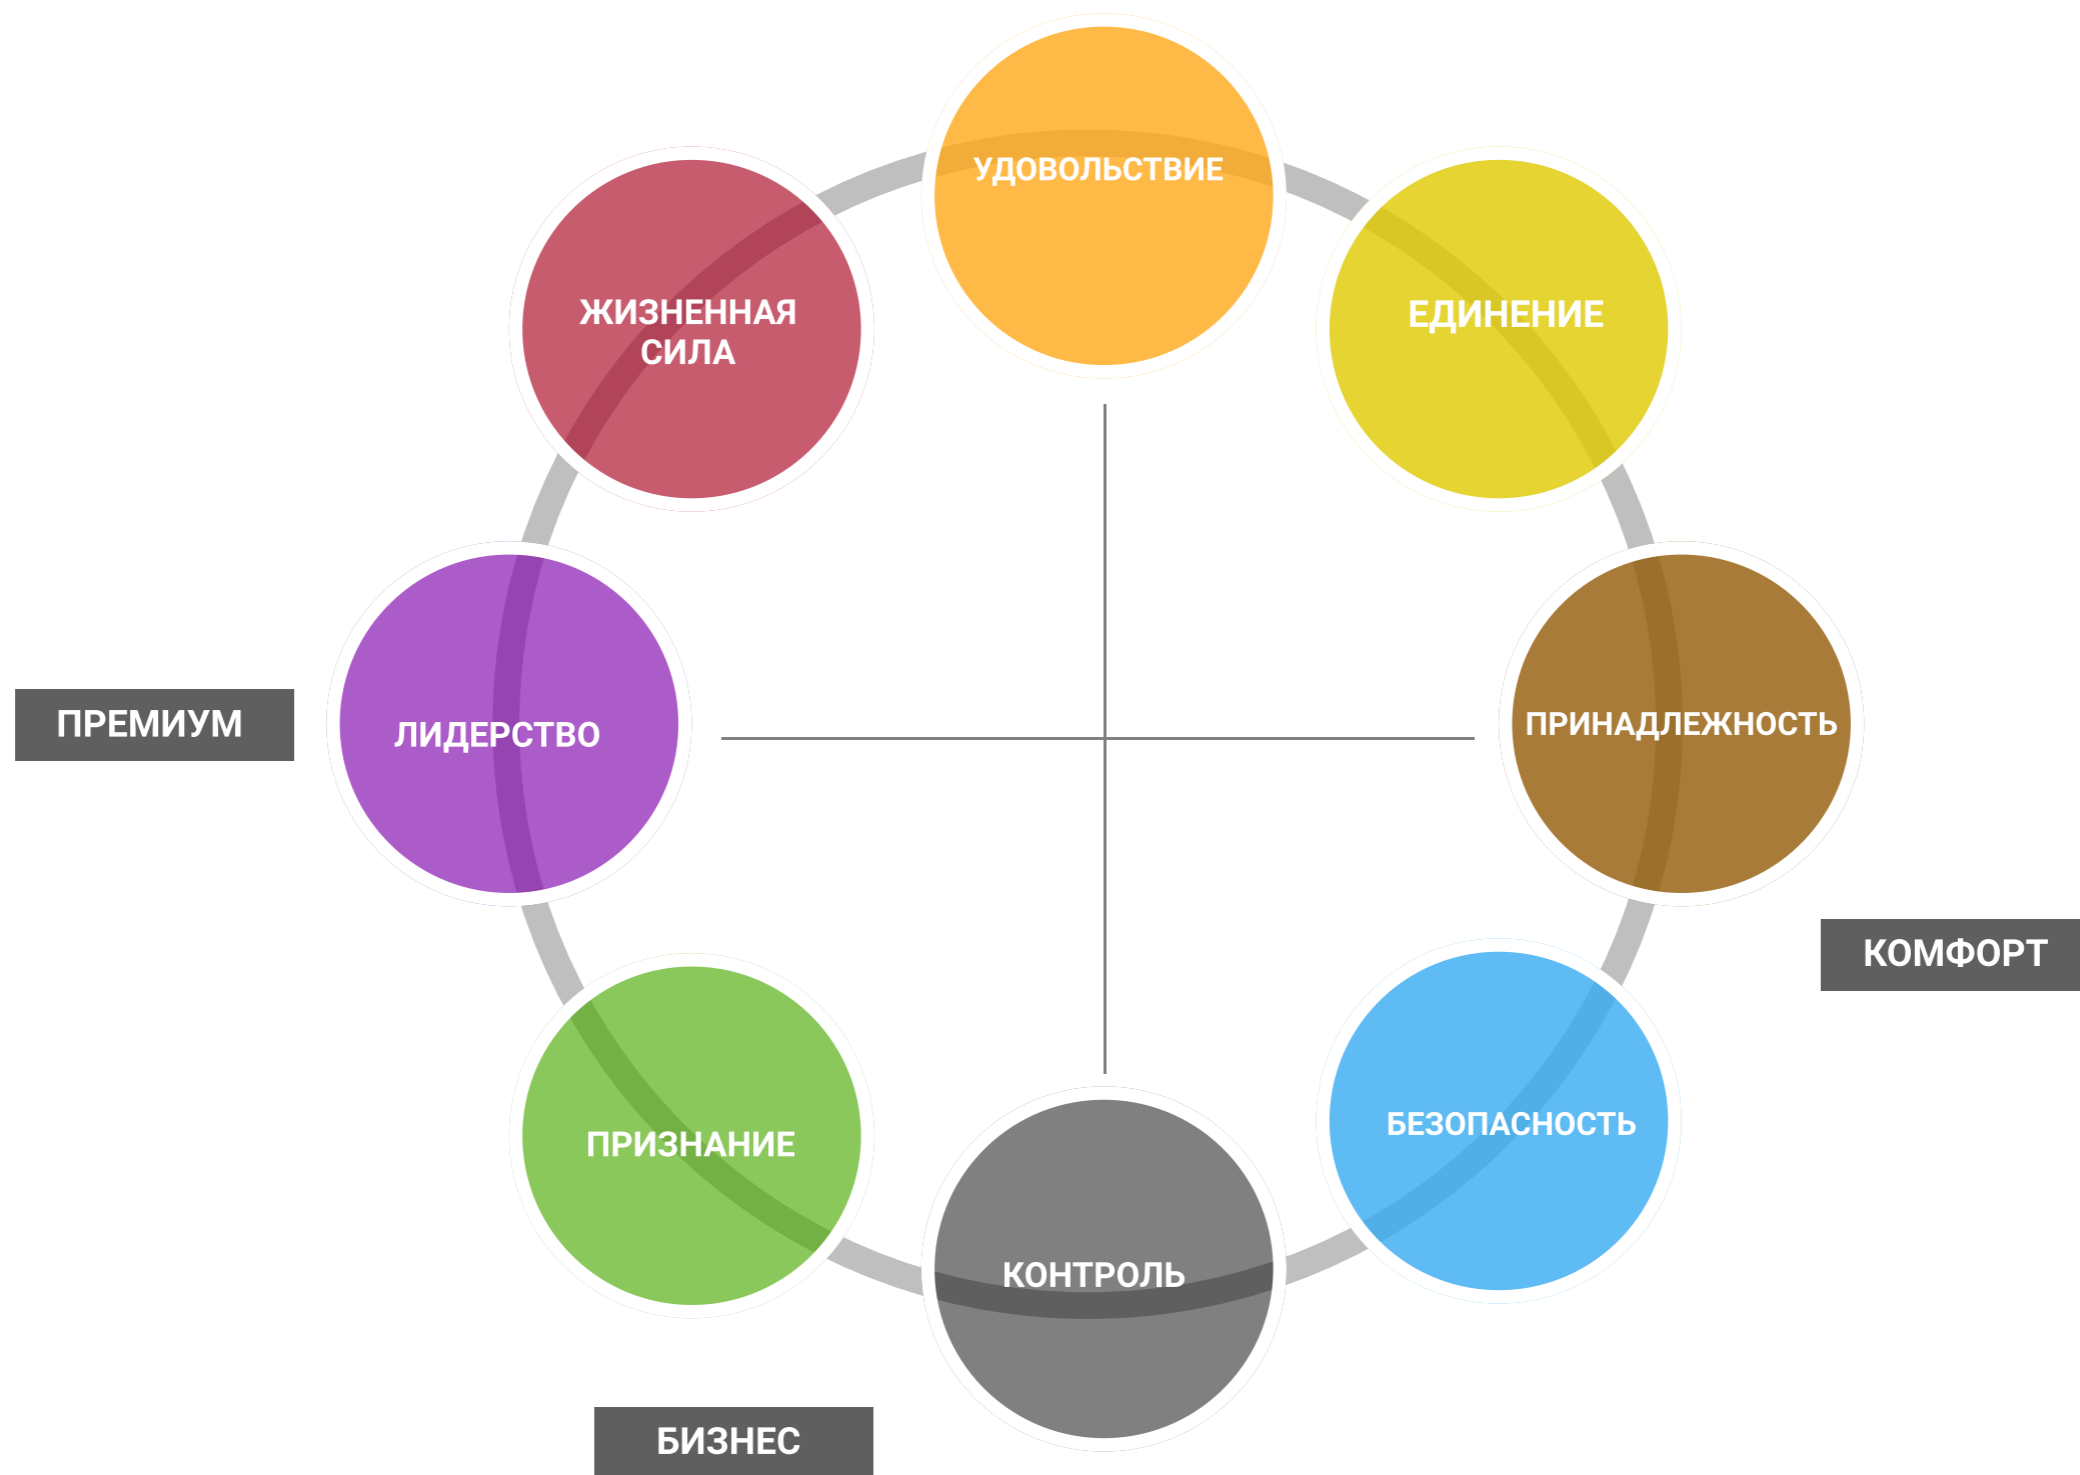 УДОВОЛЬСТВИЕ
ЖИЗНЕННАЯ
СИЛА
ЕДИНЕНИЕ
ПРЕМИУМ
ЛИДЕРСТВО
ПРИНАДЛЕЖНОСТЬ
КОМФОРТ
ПРИЗНАНИЕ
БЕЗОПАСНОСТЬ
КОНТРОЛЬ
БИЗНЕС